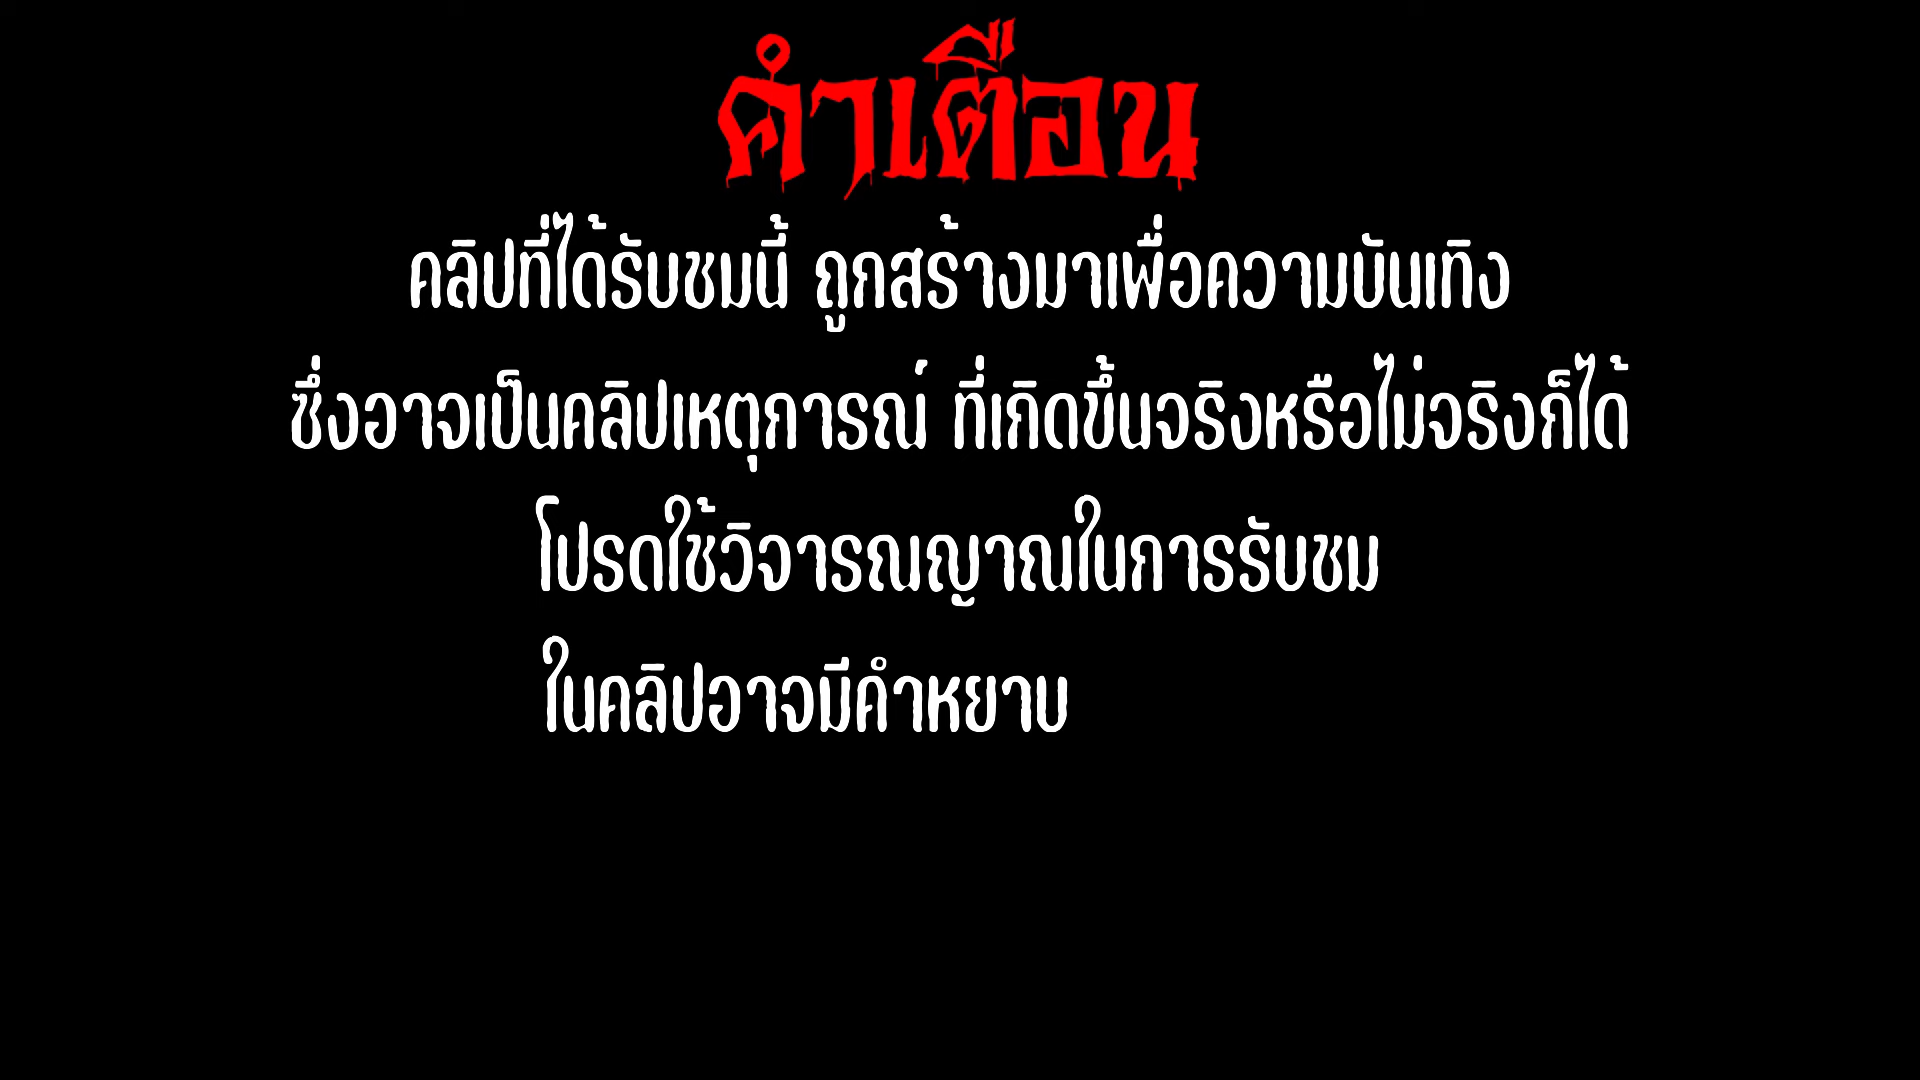 คำเตือน
คลิปที่ได้รับชมนี้ ถูกสร้างมาเพื่อความบันเทิง
ซึ่งอาจเป็นคลิปเหตุการณ์ ที่เกิดขึ้นจริงหรือไม่จริงก็ได้
โปรดใช้วิจารณญาณในการรับชม
ในคลิปอาจมีคำหยาบ